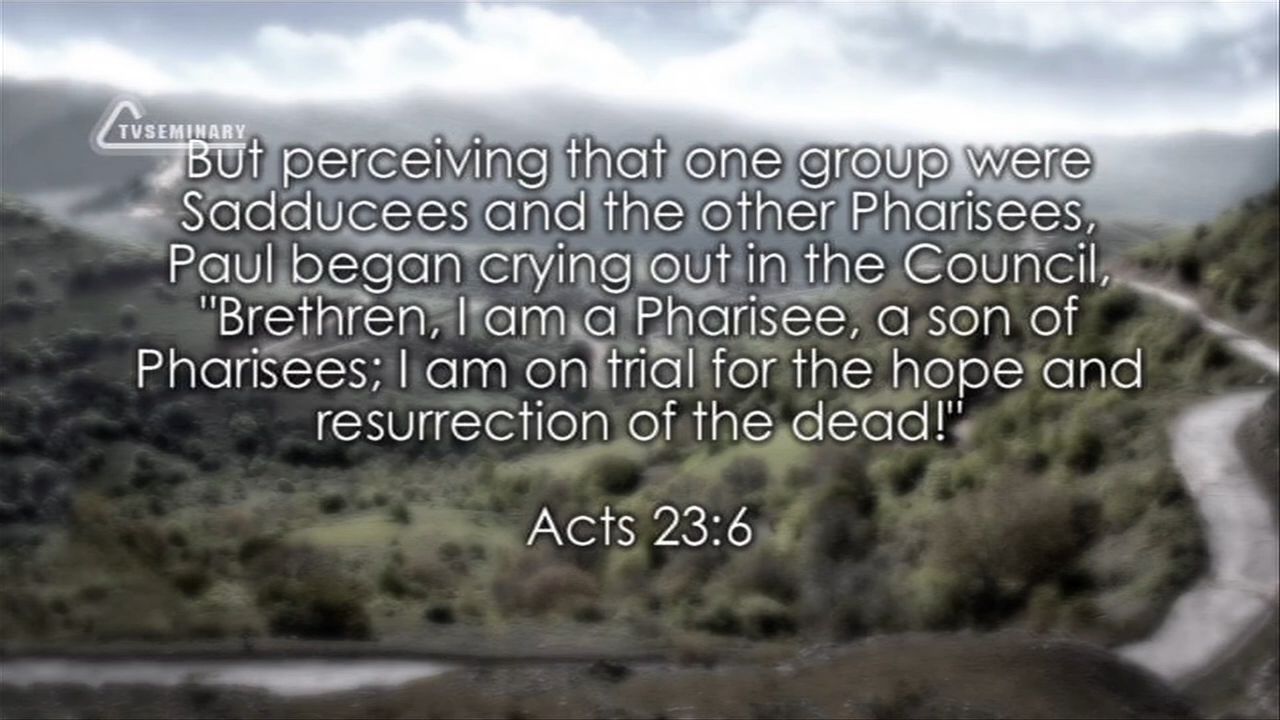 TVSEMINARY
But perceiving that one group were
Sadducees and the other Pharisees,
Paul began crying out in the Council,
"Brethren, I am a Pharisee, a son of
Pharisees; I am on trial for the hope and
resurrection of the dead!"
Acts 23:6